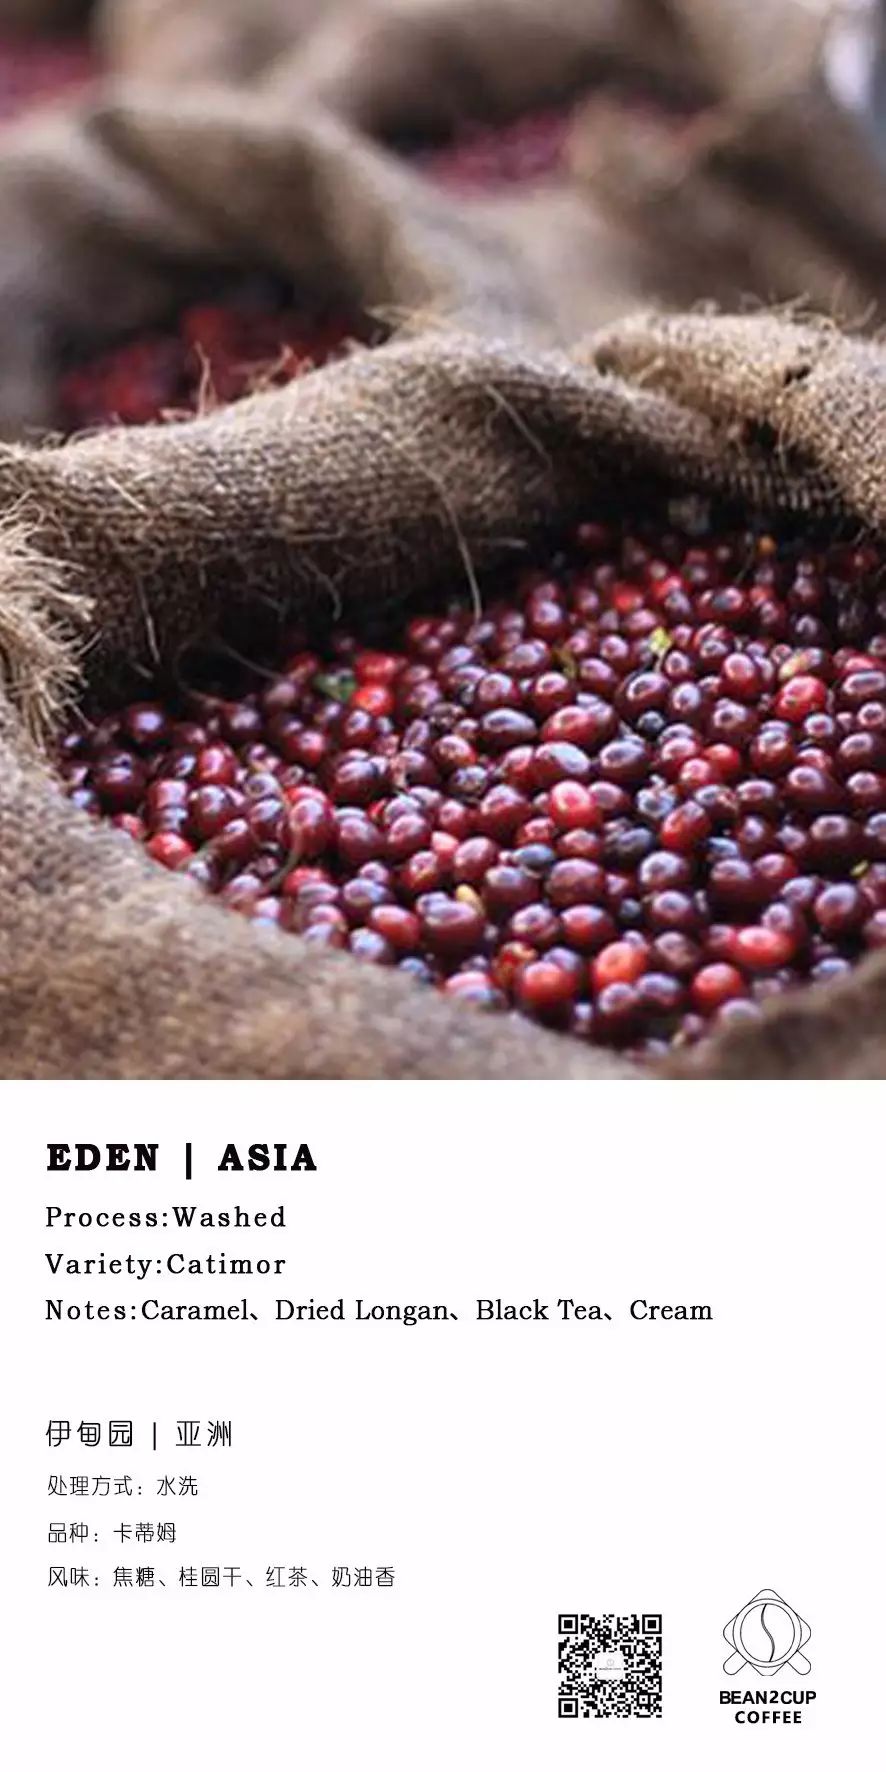 EDEN | ASIA
Process:Washed
Variety:Catimor
Notes:Caramel、Dried Longan、Black Tea、Cream
伊甸园 | 亚洲
处理方式：水洗
品种：卡蒂姆
风味：焦糖、桂圆干、红茶、奶油香
BEAN2CUP
COFFEE